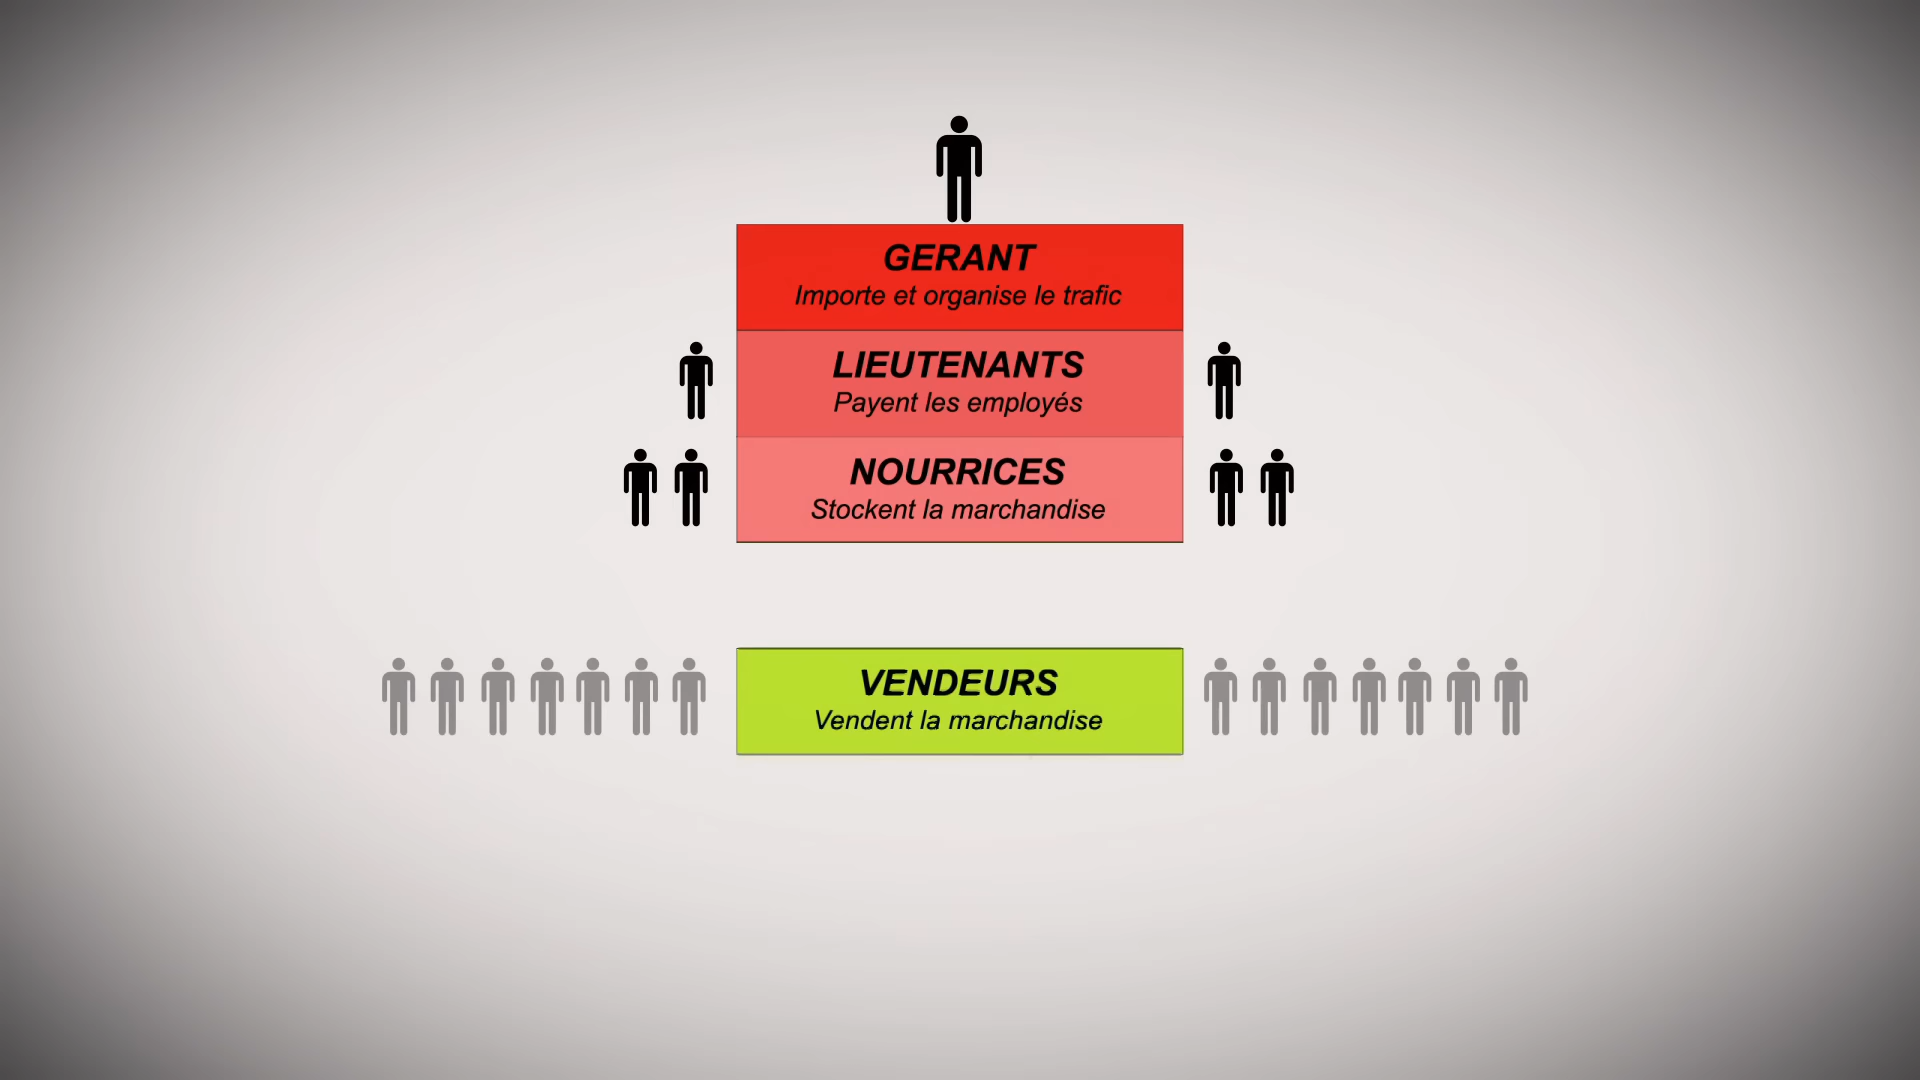 GERANT
Importe et organise le trafic
LIEUTENANTS
Payent les employés
NOURRICES
Stockent la marchandise
VENDEURS
Vendent la marchandise